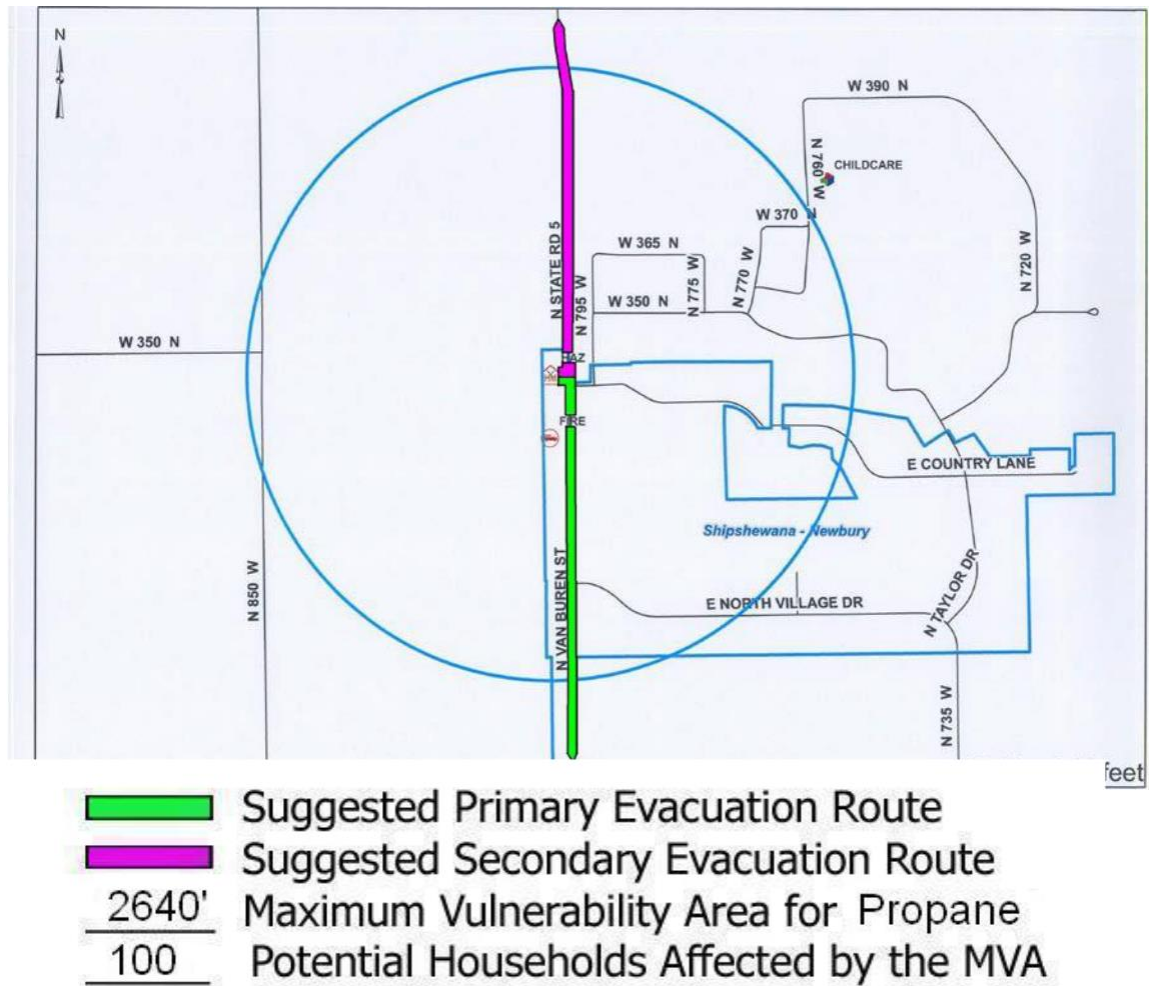 N
W 390 N
N 760 W
CHILDCARE
W 370 N
N STATE RD 5
W 365 N
N 795 W
N 775 W
N 770 W
N 720 W
W 350 N
W 350 N
HAZ
FIRE
E COUNTRY LANE
Shipshewana - Newbury
N 850 W
N VAN BUREN ST
E NORTH VILLAGE DR
N TAYLOR DR
N 735 W
feet
Suggested Primary Evacuation Route
Suggested Secondary Evacuation Route
2640' Maximum Vulnerability Area for Propane
100 Potential Households Affected by the MVA